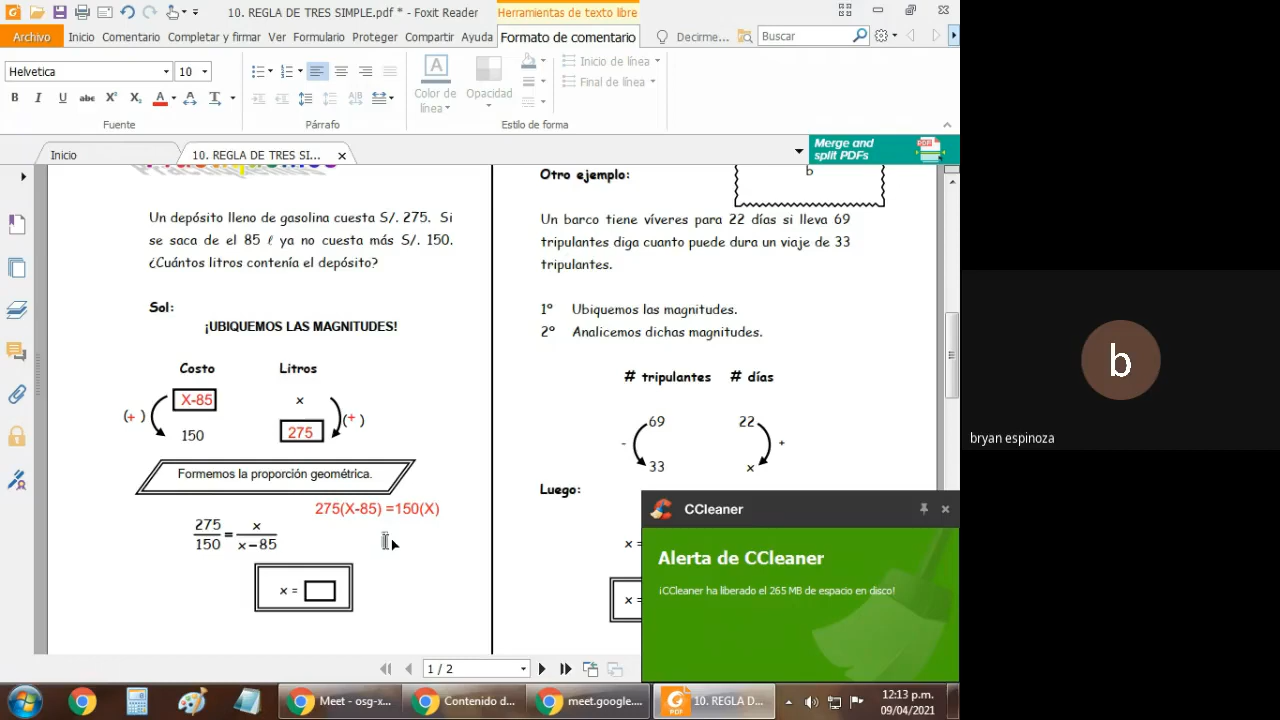 10. REGLA DE TRES SIMPLE.pdf * - Foxit Reader
Herramientas de texto libre
Archivo Inicio Comentario Completar y firmar Ver Formulario Proteger Compartir Ayuda Formato de comentario Decirme... Buscar
Helvetica 10
Color de línea
Opacidad
Inicio de línea
Final de línea
Fuente Párrafo Estilo de forma
Inicio 10. REGLA DE TRES SI...
Merge and split PDFs
Un depósito lleno de gasolina cuesta S/. 275. Si
se saca de el 85 ℓ ya no cuesta más S/. 150.
¿Cuántos litros contenía el depósito?
Sol:
¡UBIQUEMOS LAS MAGNITUDES!
Costo Litros
X-85 x
(+ ) (+ )
150 275
Formemos la proporción geométrica.
275(X-85) =150(X)
275 x
150 = x – 85
x =
Otro ejemplo:
b
Un barco tiene víveres para 22 días si lleva 69
tripulantes diga cuanto puede dura un viaje de 33
tripulantes.
1º Ubiquemos las magnitudes.
2º Analicemos dichas magnitudes.
# tripulantes # días
69 22
- +
33 x
Luego:
x =
x =
CCleaner
Alerta de CCleaner
¡CCleaner ha liberado el 265 MB de espacio en disco!
1 / 2
Meet - osg-x... Contenido d... meet.google.... 10. REGLA D...
12:13 p.m.
09/04/2021
b
bryan espinoza